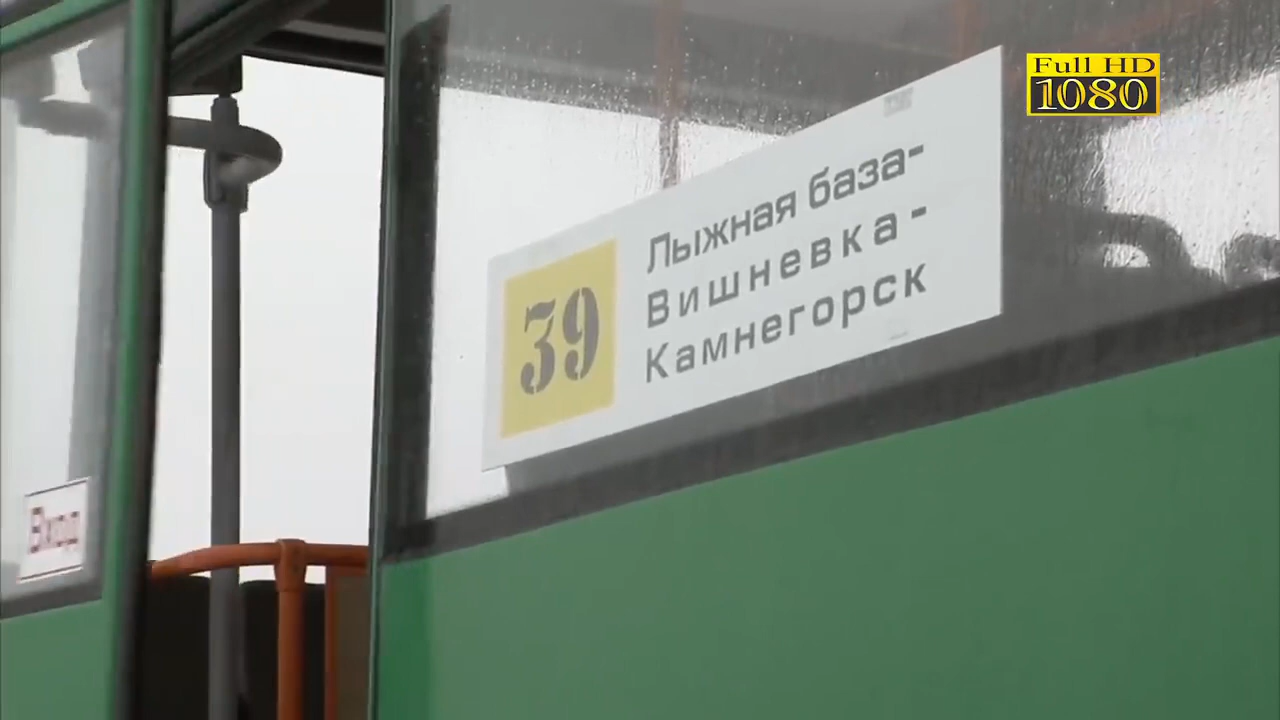 Full HD
1080
39
Лыжная база-
Вишневка-
Камнегорск
Вход